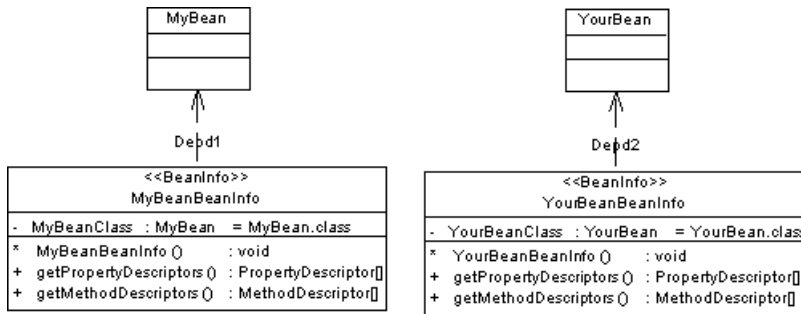 MyBean
Depd1
<<BeanInfo>>
MyBeanBeanInfo
- MyBeanClass : MyBean = MyBean.class
* MyBeanBeanInfo () : void
+ getPropertyDescriptors () : PropertyDescriptor[]
+ getMethodDescriptors () : MethodDescriptor[]
YourBean
Depd2
<<BeanInfo>>
YourBeanBeanInfo
- YourBeanClass : YourBean = YourBean.class
* YourBeanBeanInfo () : void
+ getPropertyDescriptors () : PropertyDescriptor[]
+ getMethodDescriptors () : MethodDescriptor[]